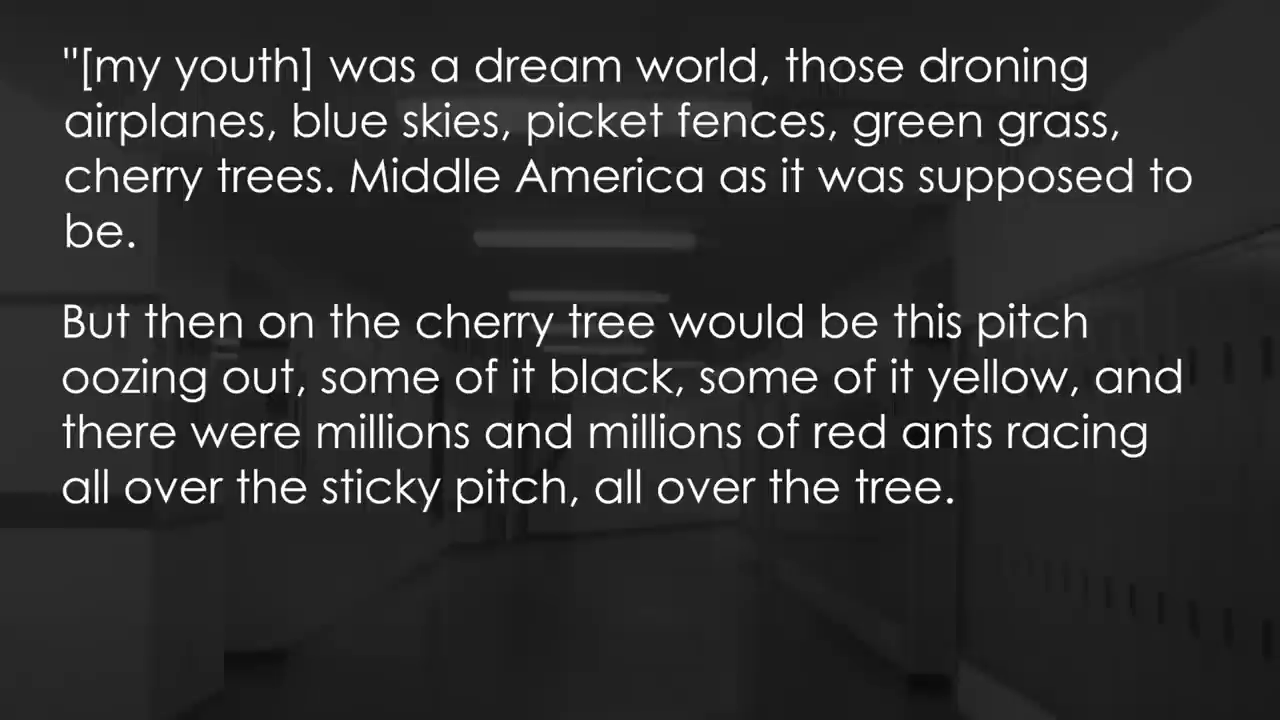 "[my youth] was a dream world, those droning
airplanes, blue skies, picket fences, green grass,
cherry trees. Middle America as it was supposed to
be.
But then on the cherry tree would be this pitch
oozing out, some of it black, some of it yellow, and
there were millions and millions of red ants racing
all over the sticky pitch, all over the tree.